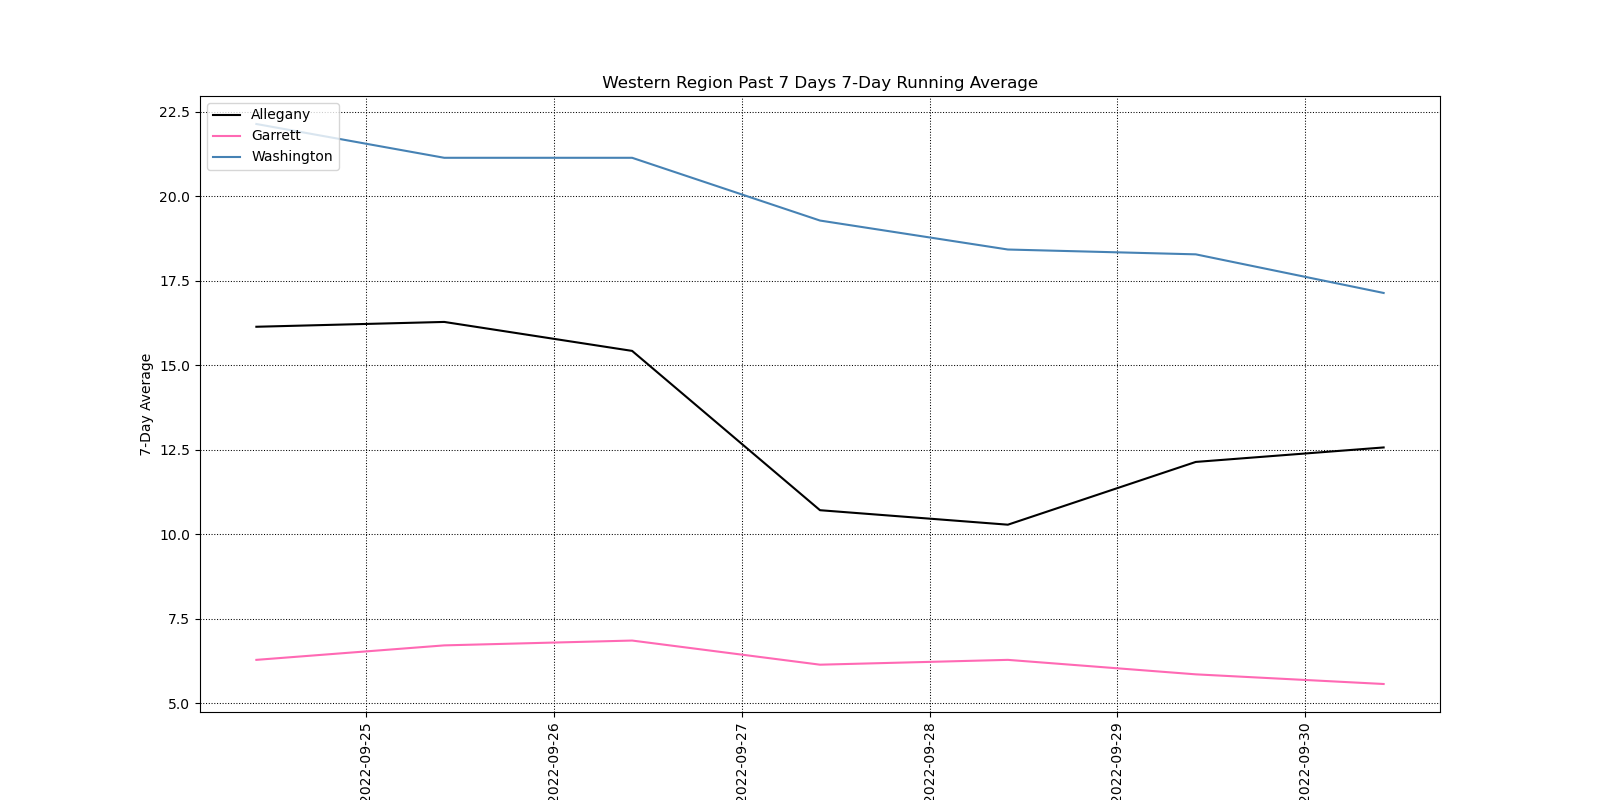 Western Region Past 7 Days 7-Day Running Average
Allegany
Garrett
Washington
22.5
20.0
17.5
15.0
12.5
10.0
7.5
5.0
7-Day Average
2022-09-25
2022-09-26
2022-09-27
2022-09-28
2022-09-29
2022-09-30